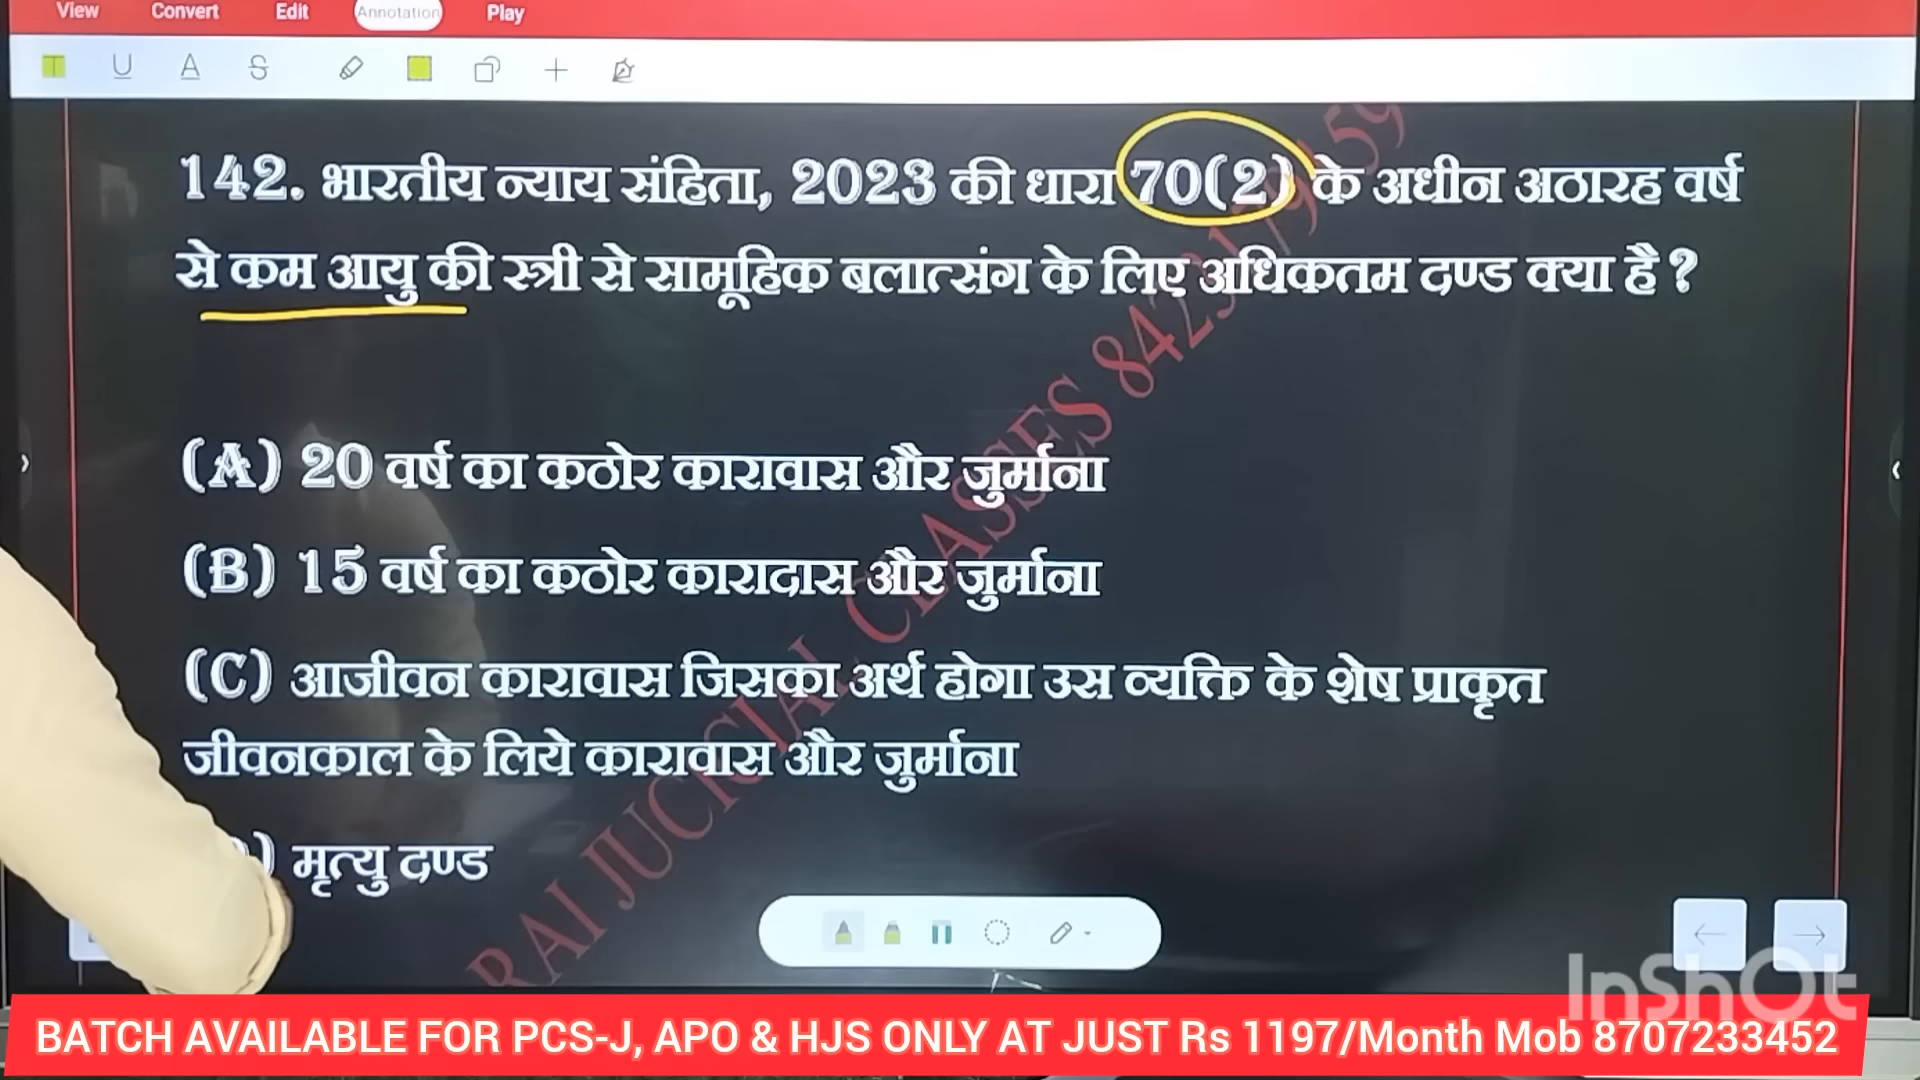 View Convert Edit Annotation Play
T U A S
142. भारतीय न्याय संहिता, 2023 की धारा 70(2) के अधीन अठारह वर्ष
से कम आयु की स्त्री से सामूहिक बलात्संग के लिए अधिकतम दण्ड क्या है ?
(A) 20 वर्ष का कठोर कारावास और जुर्माना
(B) 15 वर्ष का कठोर कारादास और जुर्माना
(C) आजीवन कारावास जिसका अर्थ होगा उस व्यक्ति के शेष प्राकृत
जीवनकाल के लिये कारावास और जुर्माना
मृत्यु दण्ड
RAI JUCICIAL CLASSES
InShOt
BATCH AVAILABLE FOR PCS-J, APO & HJS ONLY AT JUST Rs 1197/Month Mob 8707233452